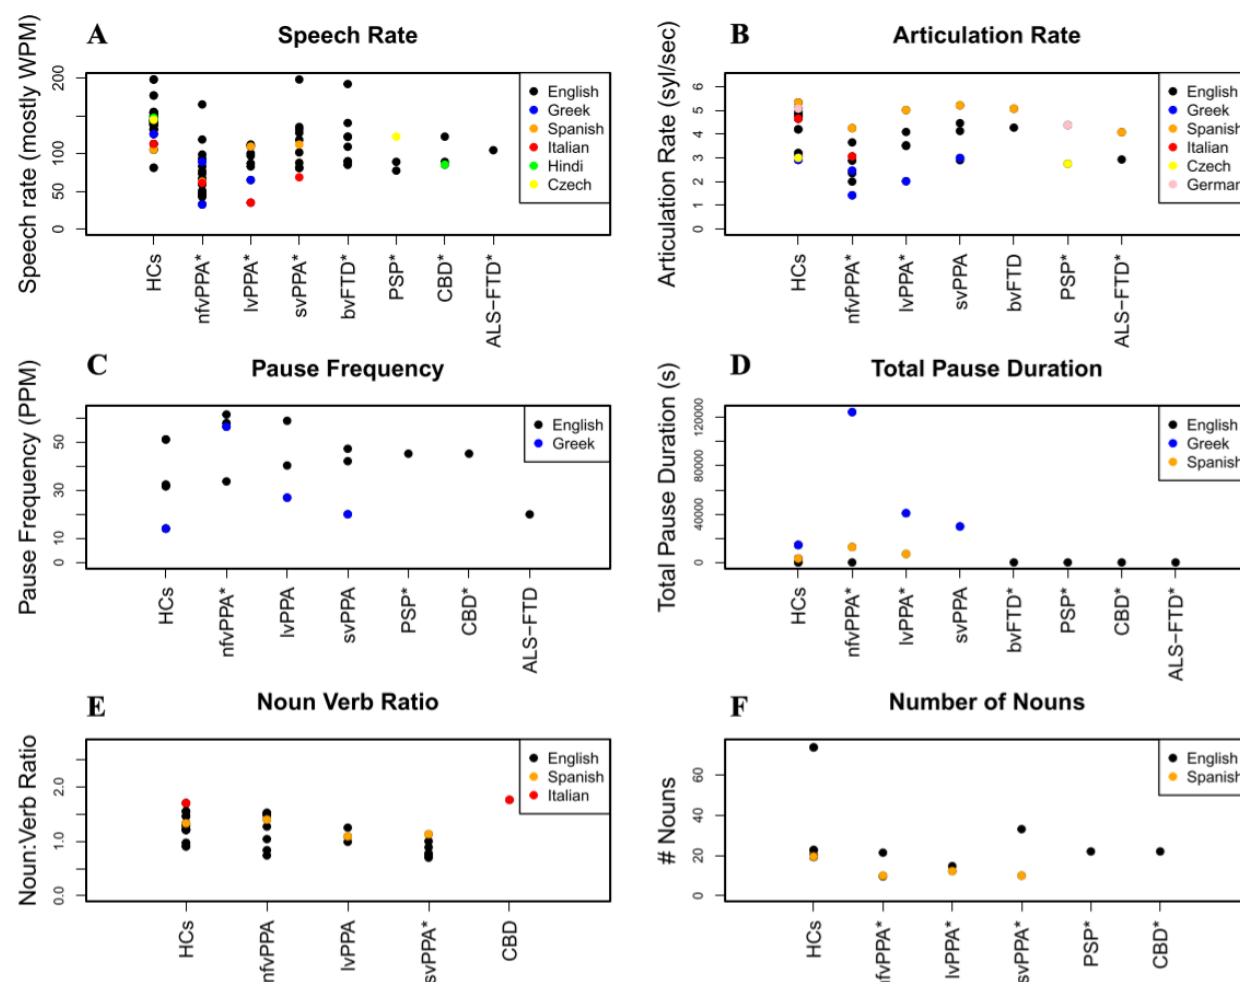 A Speech Rate
Speech rate (mostly WPM)
200
100
50
0
English
Greek
Spanish
Italian
Hindi
Czech
HCs
nfvPPA*
lvPPA*
svPPA*
bvFTD*
PSP*
CBD*
ALS−FTD*
B Articulation Rate
Articulation Rate (syl/sec)
6
5
4
3
2
1
0
English
Greek
Spanish
Italian
Czech
German
HCs
nfvPPA*
lvPPA*
svPPA
bvFTD
PSP*
ALS−FTD*
C Pause Frequency
Pause Frequency (PPM)
50
30
10
0
English
Greek
HCs
nfvPPA*
lvPPA
svPPA
PSP*
CBD*
ALS−FTD
D Total Pause Duration
Total Pause Duration (s)
120000
80000
40000
0
English
Greek
Spanish
HCs
nfvPPA*
lvPPA*
svPPA
bvFTD*
PSP*
CBD*
ALS−FTD*
E Noun Verb Ratio
Noun:Verb Ratio
2.0
1.0
0.0
English
Spanish
Italian
HCs
nfvPPA
lvPPA
svPPA*
CBD
F Number of Nouns
# Nouns
60
40
20
0
English
Spanish
HCs
nfvPPA*
lvPPA*
svPPA*
PSP*
CBD*